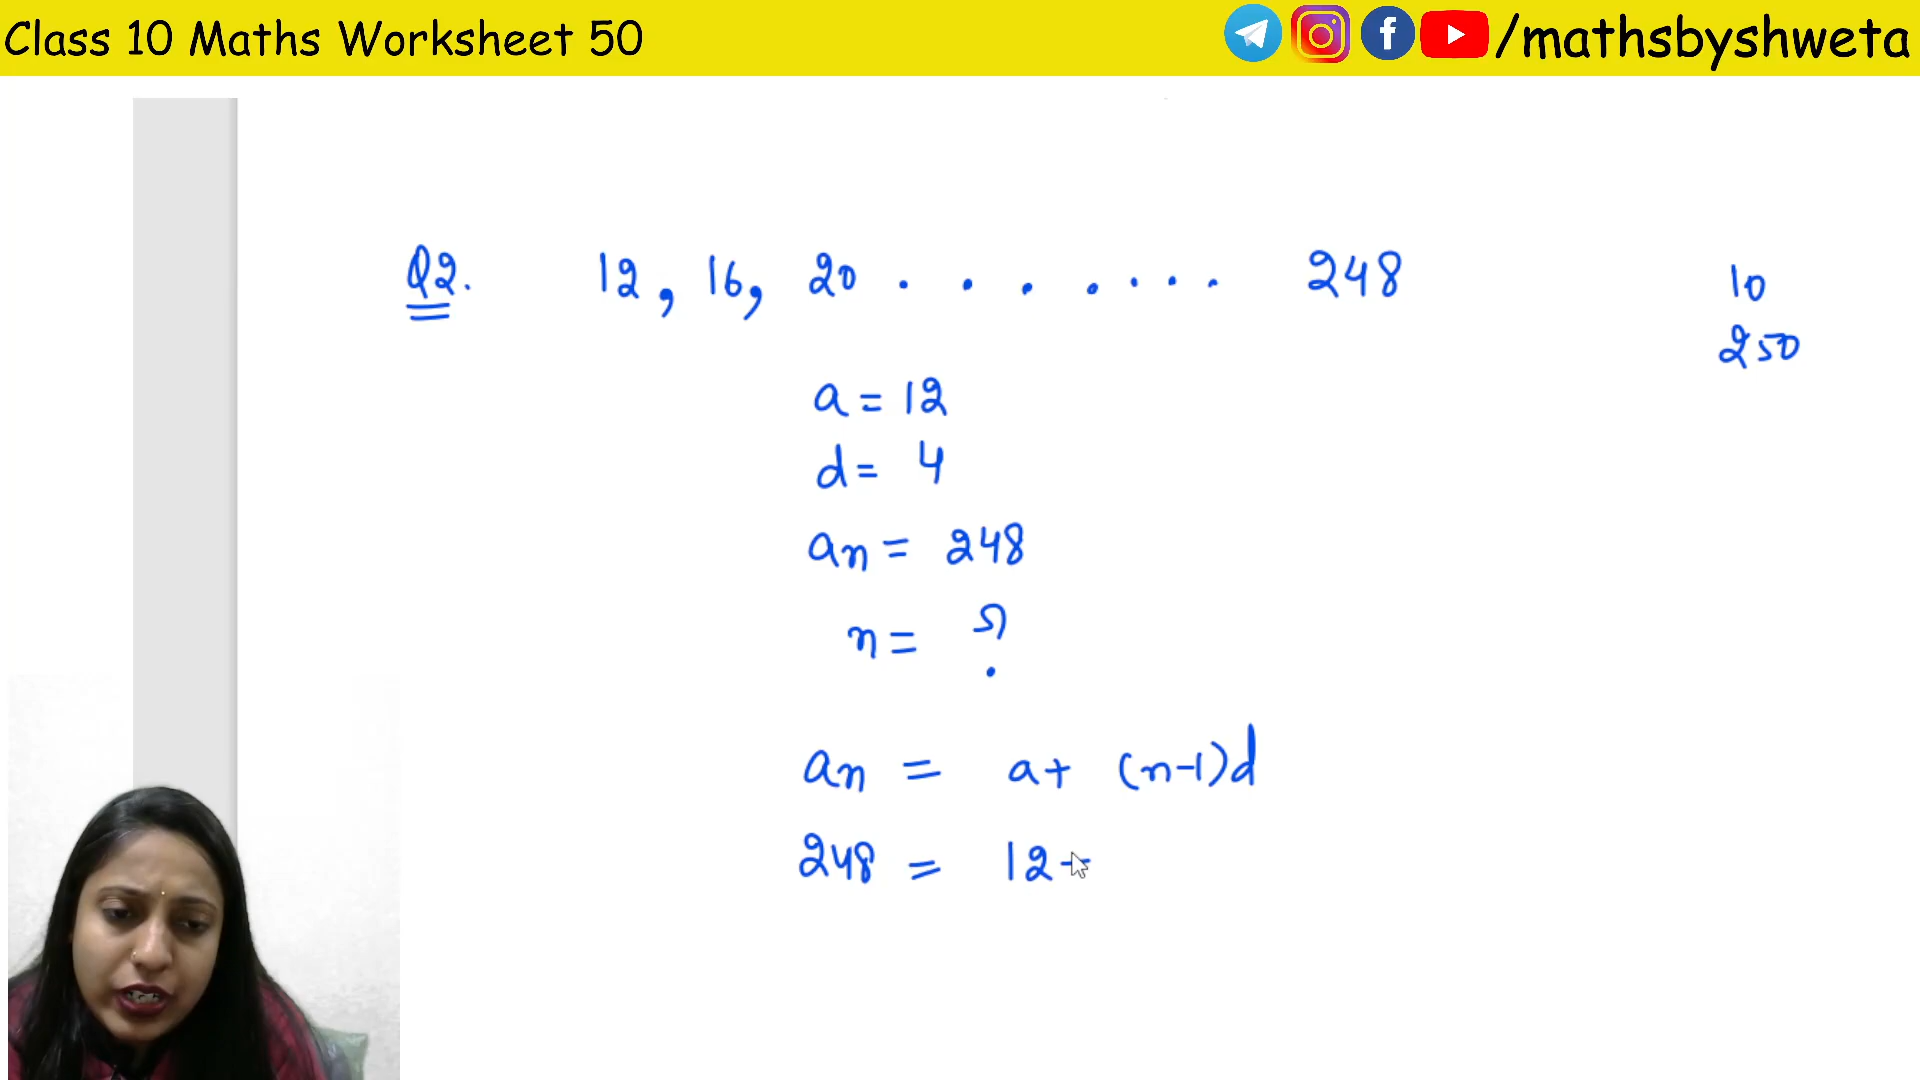 Class 10 Maths Worksheet 50
/mathsbyshweta
Q2. 12, 16, 20 . . . . . . . 248
10
250
a = 12
d = 4
an = 248
n = ?
an = a + (n-1)d
248 = 12 +